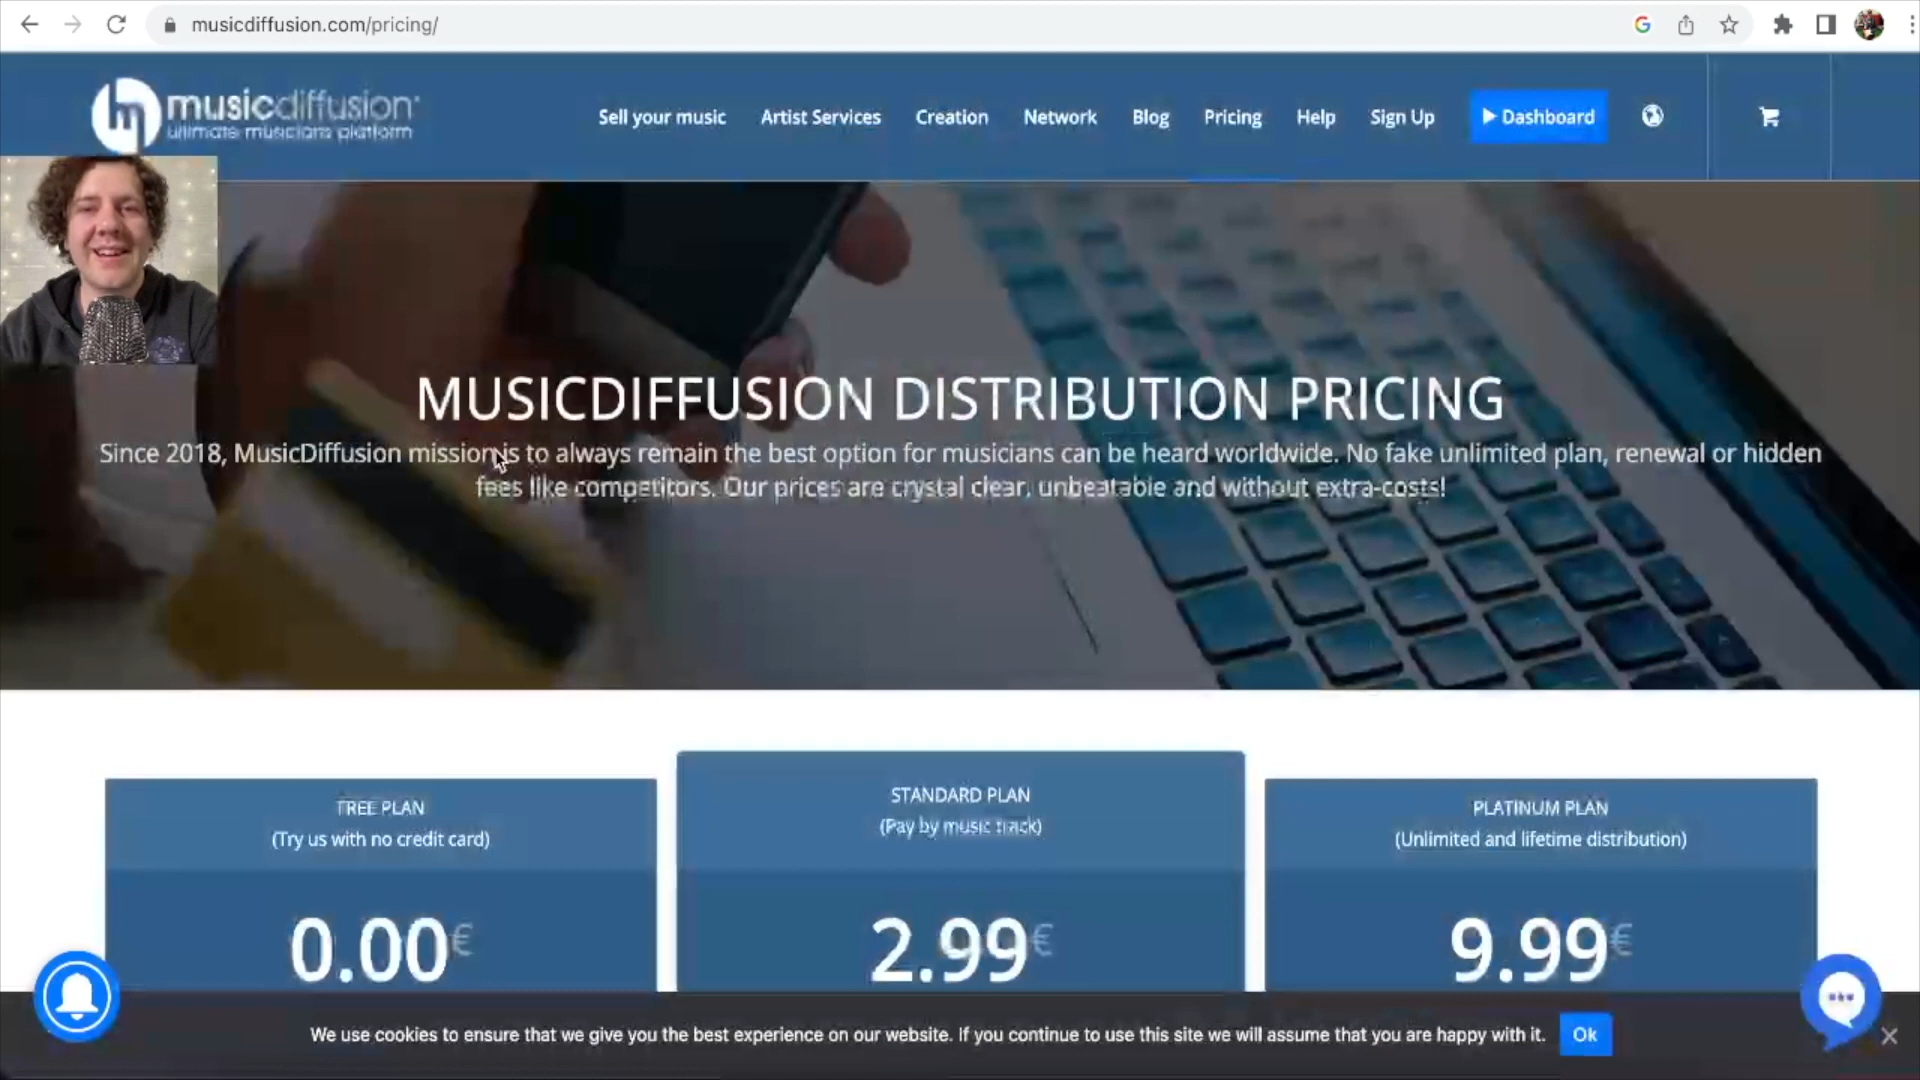 musicdiffusion.com/pricing/
musicdiffusion
ultimate musicians platform
Sell your music Artist Services Creation Network Blog Pricing Help Sign Up Dashboard
MUSICDIFFUSION DISTRIBUTION PRICING
Since 2018, MusicDiffusion mission is to always remain the best option for musicians can be heard worldwide. No fake unlimited plan, renewal or hidden
fees like competitors. Our prices are crystal clear, unbeatable and without extra-costs!
FREE PLAN
(Try us with no credit card)
0.00€
STANDARD PLAN
(Pay by music track)
2.99€
PLATINUM PLAN
(Unlimited and lifetime distribution)
9.99€
We use cookies to ensure that we give you the best experience on our website. If you continue to use this site we will assume that you are happy with it. Ok